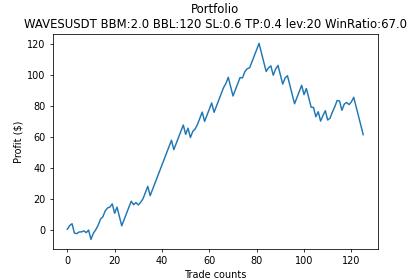 Portfolio
WAVESUSDT BBM:2.0 BBL:120 SL:0.6 TP:0.4 lev:20 WinRatio:67.0
120
100
80
60
40
20
0
Profit ($)
0 20 40 60 80 100 120
Trade counts